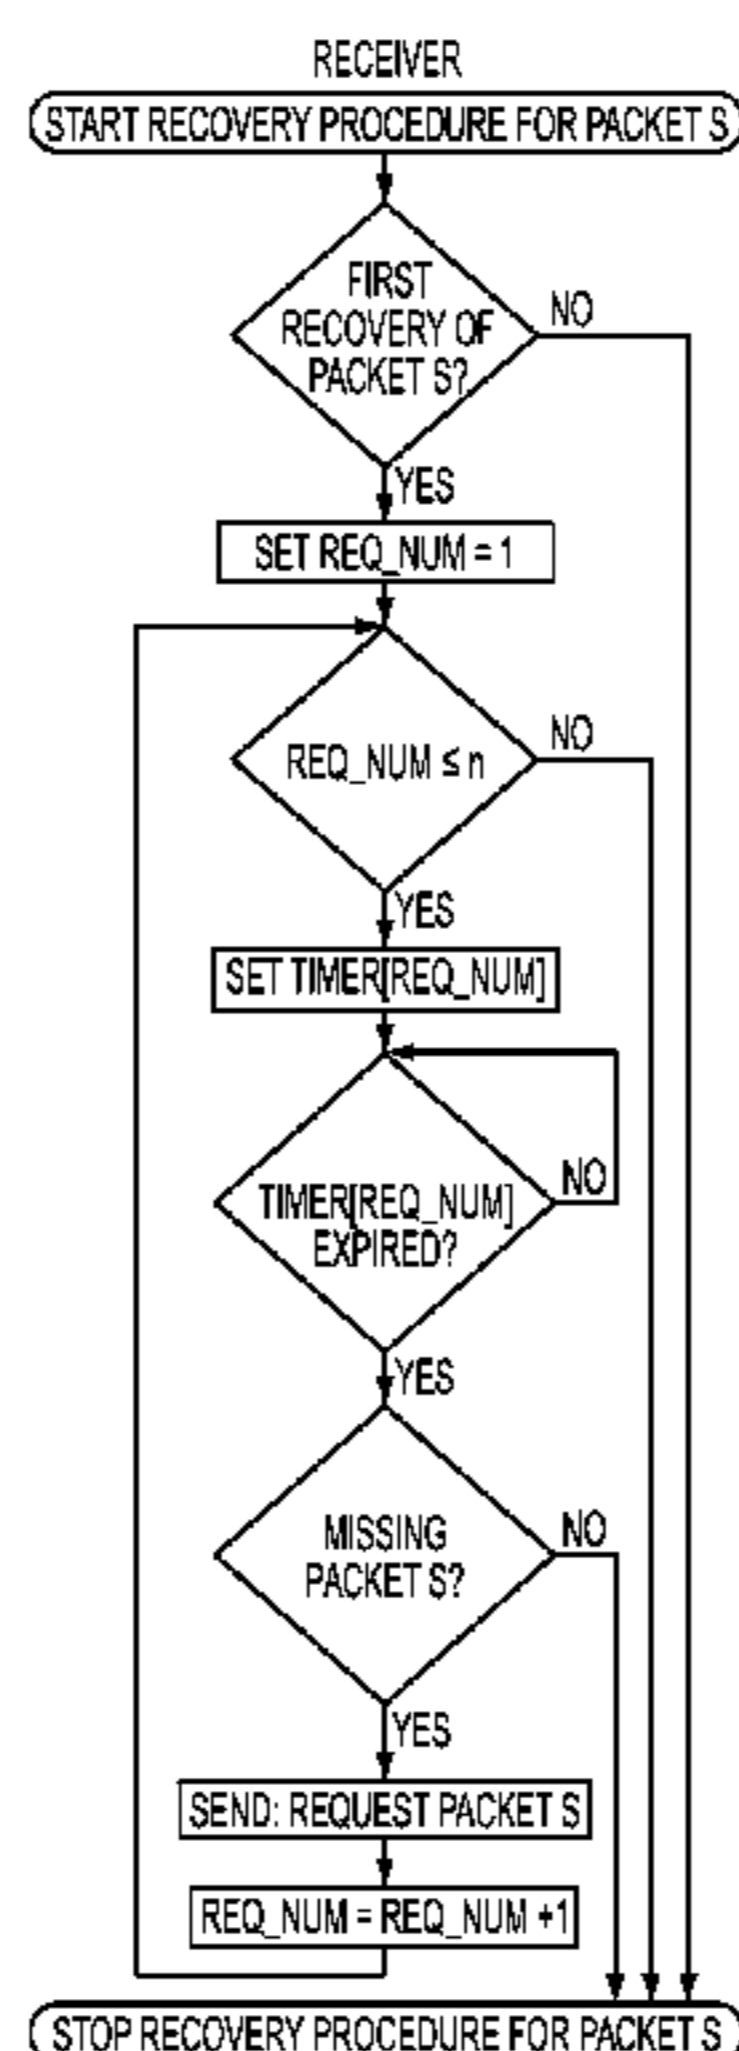 RECEIVER
START RECOVERY PROCEDURE FOR PACKET S
FIRST
RECOVERY OF
PACKET S?
NO
YES
SET REQ_NUM = 1
REQ_NUM ≤ n
NO
YES
SET TIMER[REQ_NUM]
TIMER[REQ_NUM]
EXPIRED?
NO
YES
MISSING
PACKET S?
NO
YES
SEND: REQUEST PACKET S
REQ_NUM = REQ_NUM +1
STOP RECOVERY PROCEDURE FOR PACKET S